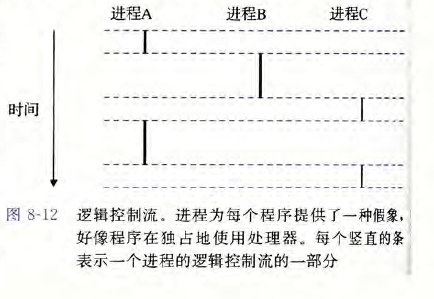 进程A 进程B 进程C
时间
图 8-12 逻辑控制流。进程为每个程序提供了一种假象，
好像程序在独占地使用处理器。每个竖直的条
表示一个进程的逻辑控制流的一部分